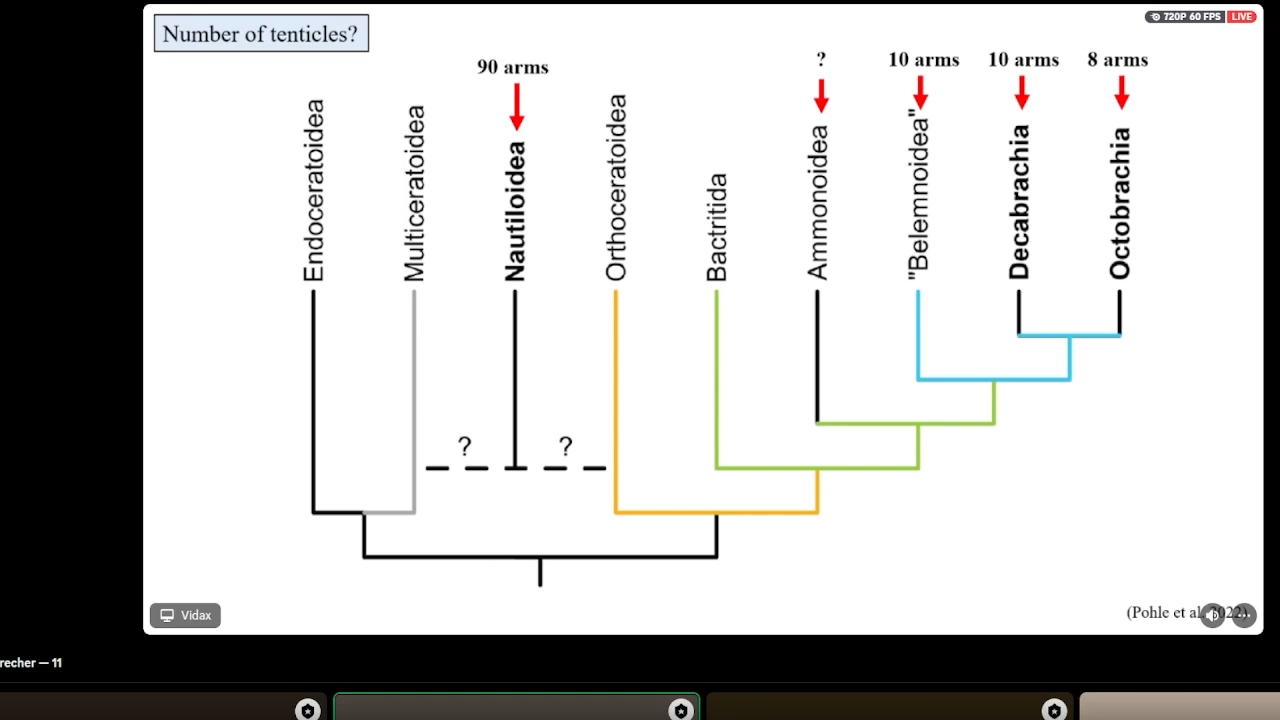 Number of tenticles?
720P 60 FPS LIVE
90 arms
?
10 arms
10 arms
8 arms
Endoceratoidea
Multiceratoidea
Nautiloidea
Orthoceratoidea
Bactritida
Ammonoidea
"Belemnoidea"
Decabrachia
Octobrachia
?
?
Vidax
(Pohle et al., 2022)
recher — 11